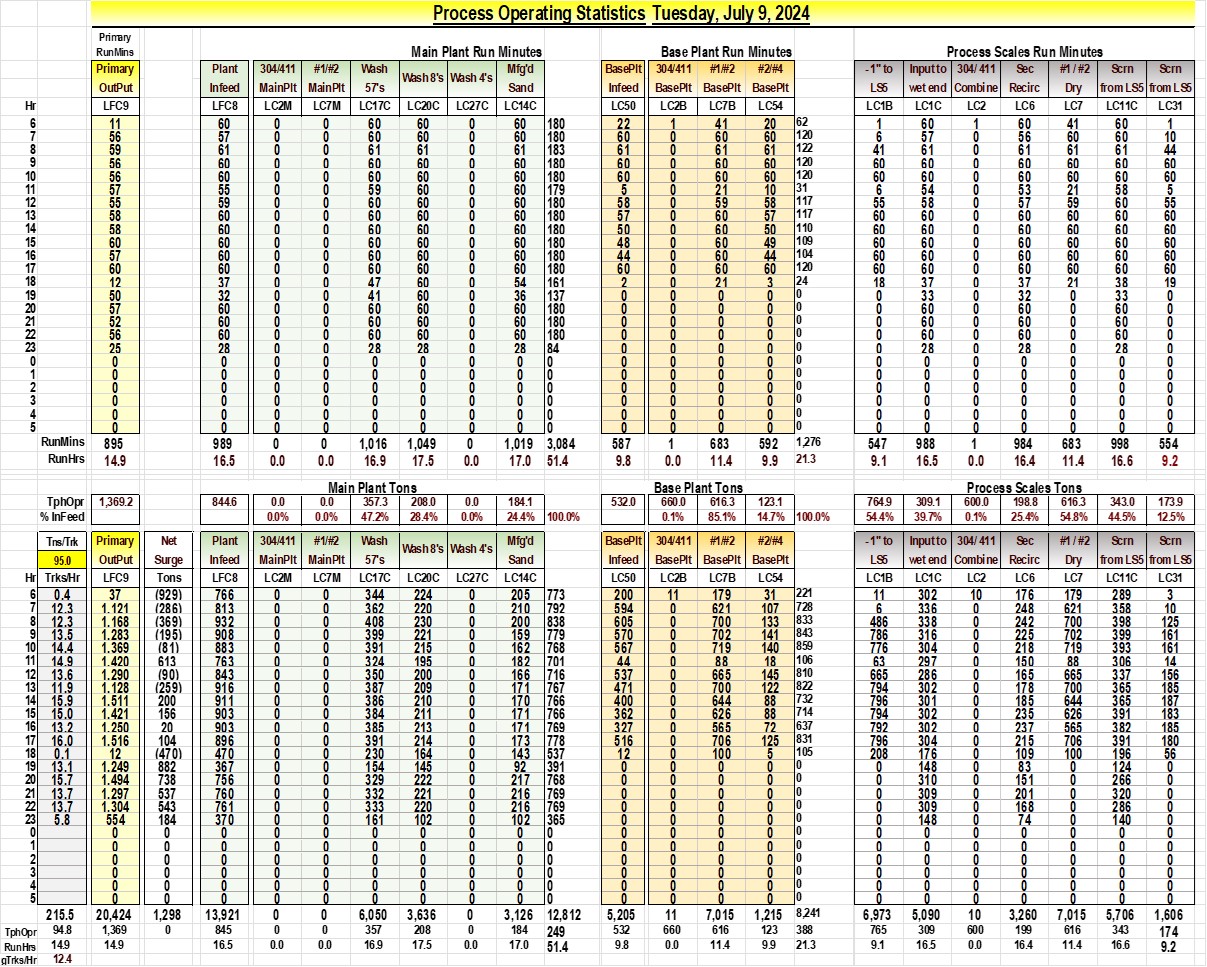 Process Operating Statistics Tuesday, July 9, 2024
Primary
RunMins Main Plant Run Minutes Base Plant Run Minutes Process Scales Run Minutes
Primary Plant 304/411 #1/#2 Wash Wash 8's Wash 4's Mfg'd BasePlt 304/411 #1/#2 #2/#4 -1" to Input to 304/ 411 Sec #1 / #2 Scrn Scrn
OutPut Infeed MainPlt MainPlt 57's Sand Infeed BasePlt BasePlt BasePlt LS5 wet end Combine Recirc Dry from LS5 from LS5
Hr LFC9 LFC8 LC2M LC7M LC17C LC20C LC27C LC14C LC50 LC2B LC7B LC54 LC1B LC1C LC2 LC6 LC7 LC11C LC31
6 11 60 0 0 60 60 0 60 180 22 1 41 20 62 1 60 1 60 41 60 1
7 56 57 0 0 60 60 0 60 180 60 0 60 60 120 6 57 0 56 60 60 10
8 59 61 0 0 61 61 0 61 183 61 0 61 61 122 41 61 0 61 61 61 44
9 56 60 0 0 60 60 0 60 180 60 0 60 60 120 60 60 0 60 60 60 60
10 56 60 0 0 60 60 0 60 180 60 0 60 60 120 60 60 0 60 60 60 60
11 57 55 0 0 59 60 0 60 179 5 0 21 10 31 6 54 0 53 21 58 5
12 55 59 0 0 60 60 0 60 180 58 0 59 58 117 55 58 0 57 59 60 55
13 58 60 0 0 60 60 0 60 180 57 0 60 57 117 60 60 0 60 60 60 60
14 58 60 0 0 60 60 0 60 180 50 0 60 50 110 60 60 0 60 60 60 60
15 60 60 0 0 60 60 0 60 180 48 0 60 49 109 60 60 0 60 60 60 60
16 57 60 0 0 60 60 0 60 180 44 0 60 44 104 60 60 0 60 60 60 60
17 60 60 0 0 60 60 0 60 180 60 0 60 60 120 60 60 0 60 60 60 60
18 12 37 0 0 47 60 0 54 161 2 0 21 3 24 18 37 0 37 21 38 19
19 50 32 0 0 41 60 0 36 137 0 0 0 0 0 0 33 0 32 0 33 0
20 57 60 0 0 60 60 0 60 180 0 0 0 0 0 0 60 0 60 0 60 0
21 52 60 0 0 60 60 0 60 180 0 0 0 0 0 0 60 0 60 0 60 0
22 56 60 0 0 60 60 0 60 180 0 0 0 0 0 0 60 0 60 0 60 0
23 25 28 0 0 28 28 0 28 84 0 0 0 0 0 0 28 0 28 0 28 0
0 0 0 0 0 0 0 0 0 0 0 0 0 0 0 0 0 0 0 0 0 0
1 0 0 0 0 0 0 0 0 0 0 0 0 0 0 0 0 0 0 0 0 0
2 0 0 0 0 0 0 0 0 0 0 0 0 0 0 0 0 0 0 0 0 0
3 0 0 0 0 0 0 0 0 0 0 0 0 0 0 0 0 0 0 0 0 0
4 0 0 0 0 0 0 0 0 0 0 0 0 0 0 0 0 0 0 0 0 0
5 0 0 0 0 0 0 0 0 0 0 0 0 0 0 0 0 0 0 0 0 0
RunMins 895 989 0 0 1,016 1,049 0 1,019 3,084 587 1 683 592 1,276 547 988 1 984 683 998 554
RunHrs 14.9 16.5 0.0 0.0 16.9 17.5 0.0 17.0 51.4 9.8 0.0 11.4 9.9 21.3 9.1 16.5 0.0 16.4 11.4 16.6 9.2
Main Plant Tons Base Plant Tons Process Scales Tons
TphOpr 1,369.2 844.6 0.0 0.0 357.3 208.0 0.0 184.1 532.0 660.0 616.3 123.1 764.9 309.1 600.0 198.8 616.3 343.0 173.9
% InFeed 0.0% 0.0% 47.2% 28.4% 0.0% 24.4% 100.0% 0.1% 85.1% 14.7% 100.0% 54.4% 39.7% 0.1% 25.4% 54.8% 44.5% 12.5%
Tns/Trk Primary Net Plant 304/411 #1/#2 Wash Wash 8's Wash 4's Mfg'd BasePlt 304/411 #1/#2 #2/#4 -1" to Input to 304/ 411 Sec #1 / #2 Scrn Scrn
95.0 OutPut Surge Infeed MainPlt MainPlt 57's Sand Infeed BasePlt BasePlt BasePlt LS5 wet end Combine Recirc Dry from LS5 from LS5
Hr Trks/Hr LFC9 Tons LFC8 LC2M LC7M LC17C LC20C LC27C LC14C LC50 LC2B LC7B LC54 LC1B LC1C LC2 LC6 LC7 LC11C LC31
6 0.4 37 (929) 766 0 0 344 224 0 205 773 200 11 179 31 221 11 302 10 176 179 289 3
7 12.3 1.121 (286) 813 0 0 362 220 0 210 792 594 0 621 107 728 6 336 0 248 621 358 10
8 12.3 1.168 (369) 932 0 0 408 230 0 200 838 605 0 700 133 833 486 338 0 242 700 398 125
9 13.5 1.283 (195) 908 0 0 399 221 0 159 779 570 0 702 141 843 786 316 0 225 702 399 161
10 14.4 1.369 (81) 883 0 0 391 215 0 162 768 567 0 719 140 859 776 304 0 218 719 393 161
11 14.9 1.420 613 763 0 0 324 195 0 182 701 44 0 88 18 106 63 297 0 150 88 306 14
12 13.6 1.290 (90) 843 0 0 350 200 0 166 716 537 0 665 145 810 665 286 0 165 665 337 156
13 11.9 1.128 (259) 916 0 0 387 209 0 171 767 471 0 700 122 822 794 302 0 178 700 365 185
14 15.9 1.511 200 911 0 0 386 210 0 170 766 400 0 644 88 732 796 301 0 185 644 365 187
15 15.0 1.421 156 903 0 0 384 211 0 171 766 362 0 626 88 714 794 302 0 235 626 391 183
16 13.2 1.250 20 903 0 0 385 213 0 171 769 327 0 565 72 637 792 302 0 237 565 382 185
17 16.0 1.516 104 896 0 0 391 214 0 173 778 516 0 706 125 831 796 304 0 215 706 391 180
18 0.1 12 (470) 470 0 0 230 164 0 143 537 12 0 100 5 105 208 176 0 109 100 196 56
19 13.1 1.249 882 367 0 0 154 145 0 92 391 0 0 0 0 0 0 148 0 83 0 124 0
20 15.7 1.494 738 756 0 0 329 222 0 217 768 0 0 0 0 0 0 310 0 151 0 266 0
21 13.7 1.297 537 760 0 0 332 221 0 216 769 0 0 0 0 0 0 309 0 201 0 320 0
22 13.7 1.304 543 761 0 0 333 220 0 216 769 0 0 0 0 0 0 309 0 168 0 286 0
23 5.8 554 184 370 0 0 161 102 0 102 365 0 0 0 0 0 0 148 0 74 0 140 0
0 0 0 0 0 0 0 0 0 0 0 0 0 0 0 0 0 0 0 0 0 0 0
1 0 0 0 0 0 0 0 0 0 0 0 0 0 0 0 0 0 0 0 0 0 0
2 0 0 0 0 0 0 0 0 0 0 0 0 0 0 0 0 0 0 0 0 0 0
3 0 0 0 0 0 0 0 0 0 0 0 0 0 0 0 0 0 0 0 0 0 0
4 0 0 0 0 0 0 0 0 0 0 0 0 0 0 0 0 0 0 0 0 0 0
5 0 0 0 0 0 0 0 0 0 0 0 0 0 0 0 0 0 0 0 0 0 0
215.5 20,424 1,298 13,921 0 0 6,050 3,636 0 3,126 12,812 5,205 11 7,015 1,215 8,241 6,973 5,090 10 3,260 7,015 5,706 1,606
TphOpr 94.8 1,369 0 845 0 0 357 208 0 184 249 532 660 616 123 388 765 309 600 199 616 343 174
RunHrs 14.9 14.9 16.5 0.0 0.0 16.9 17.5 0.0 17.0 51.4 9.8 0.0 11.4 9.9 21.3 9.1 16.5 0.0 16.4 11.4 16.6 9.2
gTrks/Hr 12.4